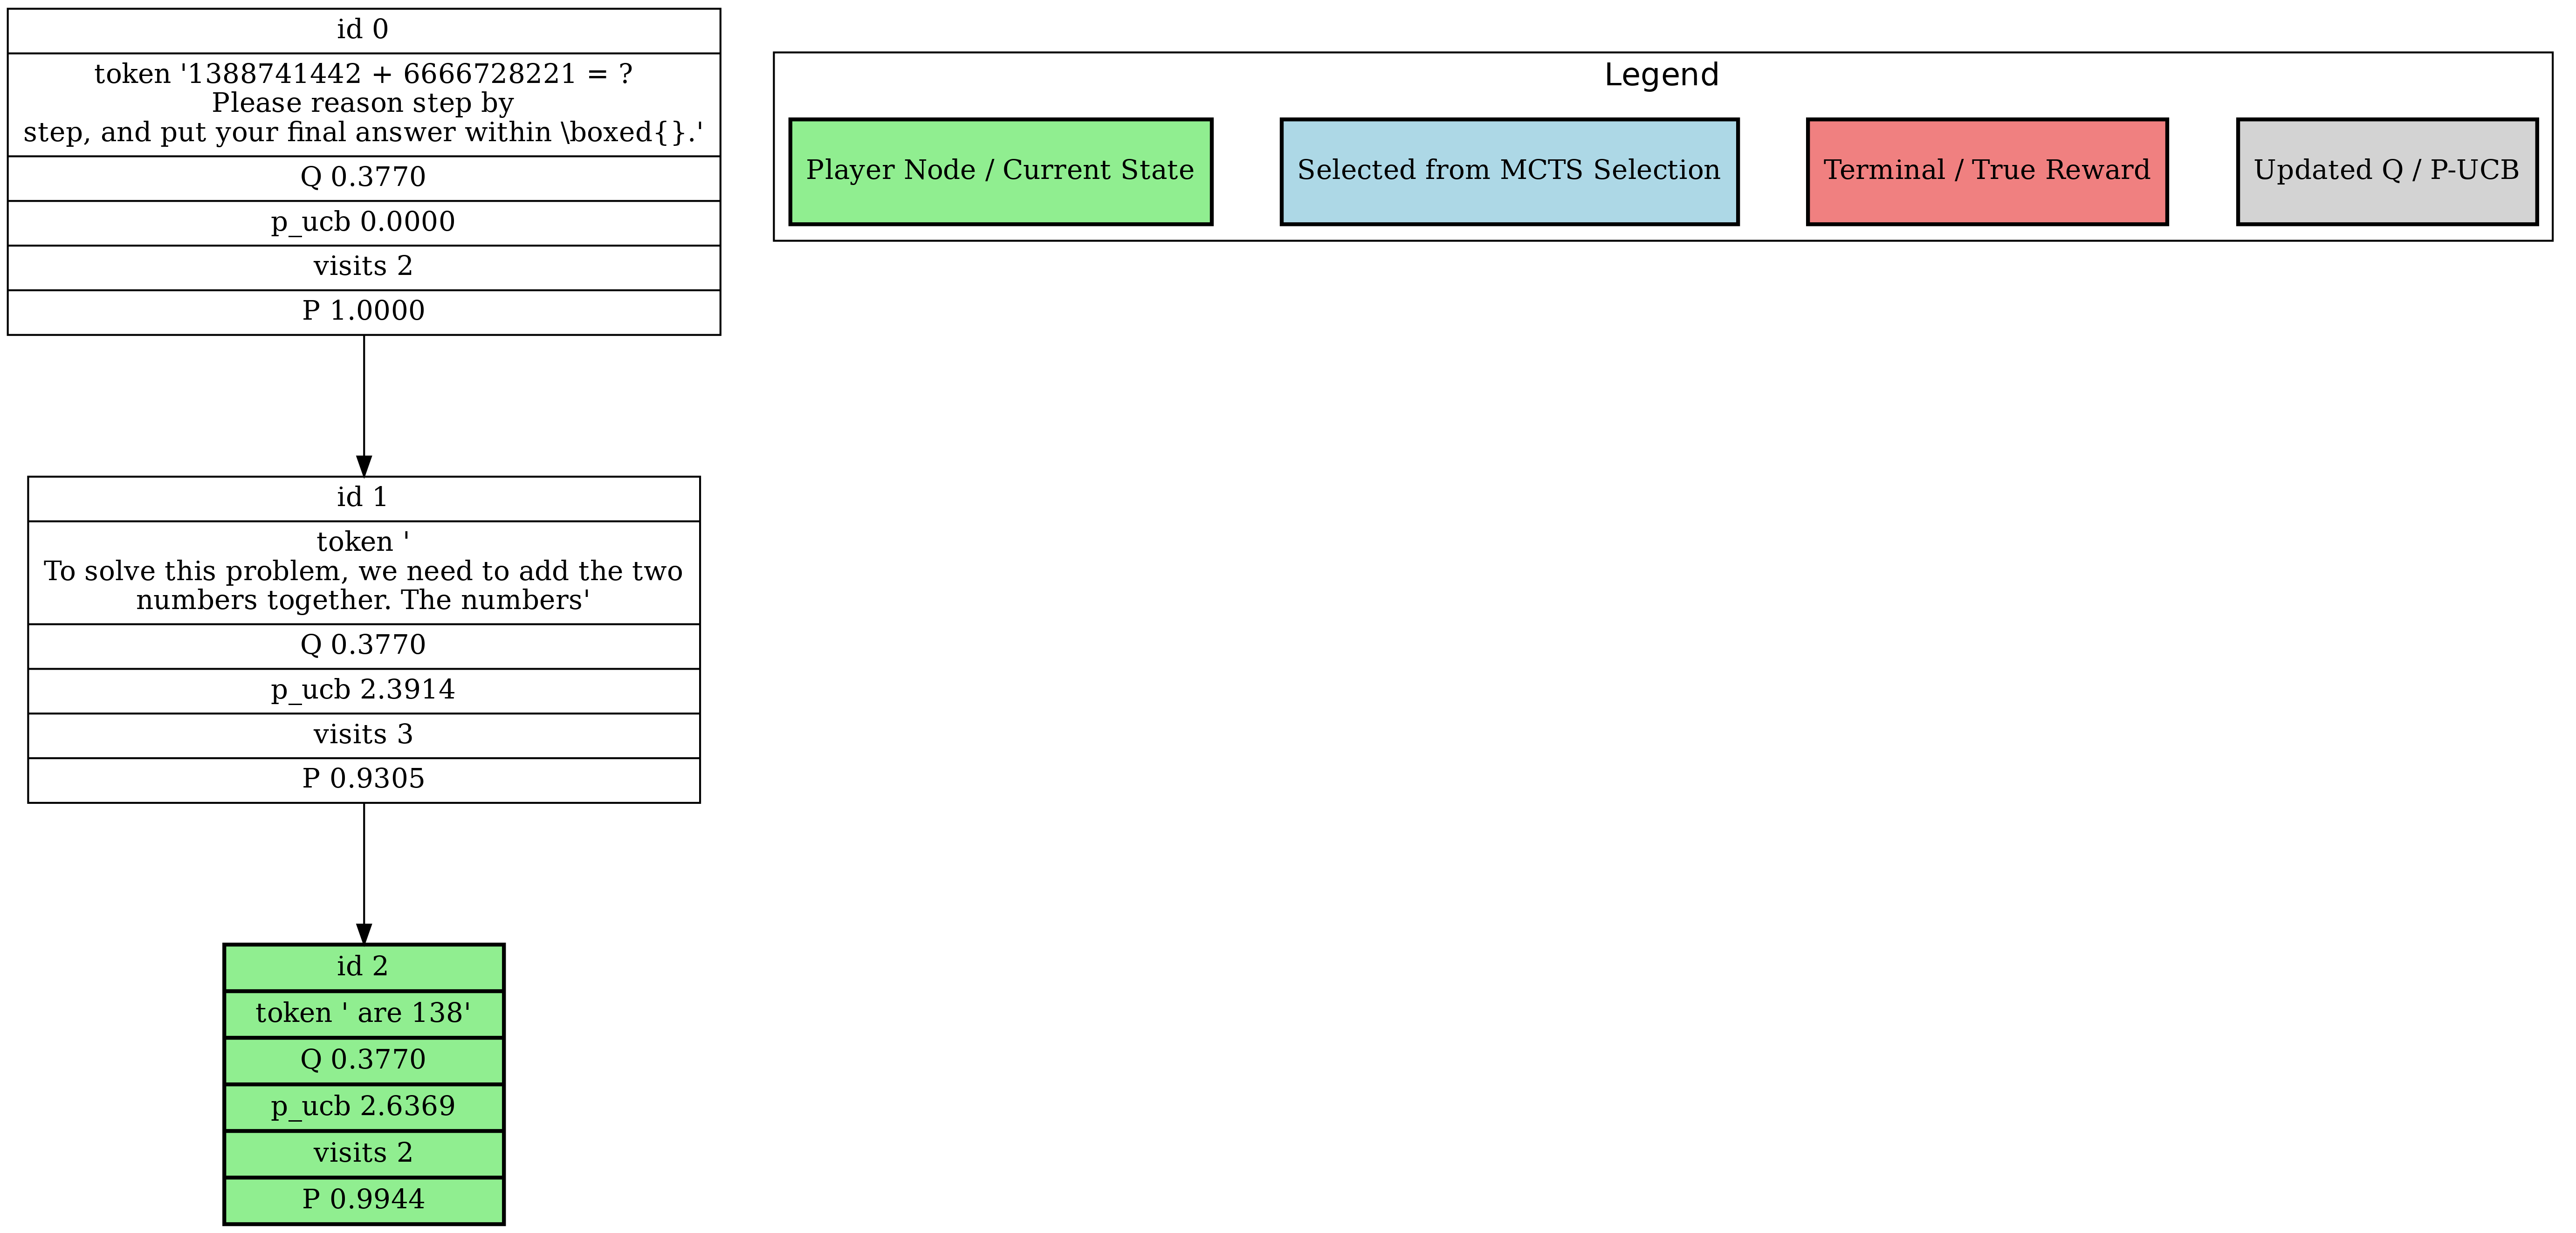 id 0
token '1388741442 + 6666728221 = ?
Please reason step by
step, and put your final answer within \boxed{}.'
Q 0.3770
p_ucb 0.0000
visits 2
P 1.0000
Legend
Player Node / Current State
Selected from MCTS Selection
Terminal / True Reward
Updated Q / P-UCB
id 1
token '
To solve this problem, we need to add the two
numbers together. The numbers'
Q 0.3770
p_ucb 2.3914
visits 3
P 0.9305
id 2
token ' are 138'
Q 0.3770
p_ucb 2.6369
visits 2
P 0.9944